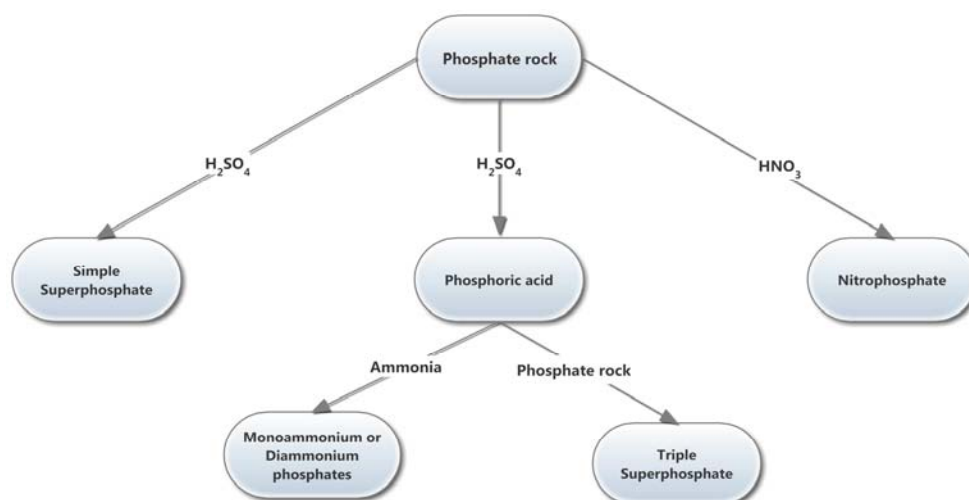 Phosphate rock
H₂SO₄
H₂SO₄
HNO₃
Simple
Superphosphate
Phosphoric acid
Nitrophosphate
Ammonia
Phosphate rock
Monoammonium or
Diammonium
phosphates
Triple
Superphosphate